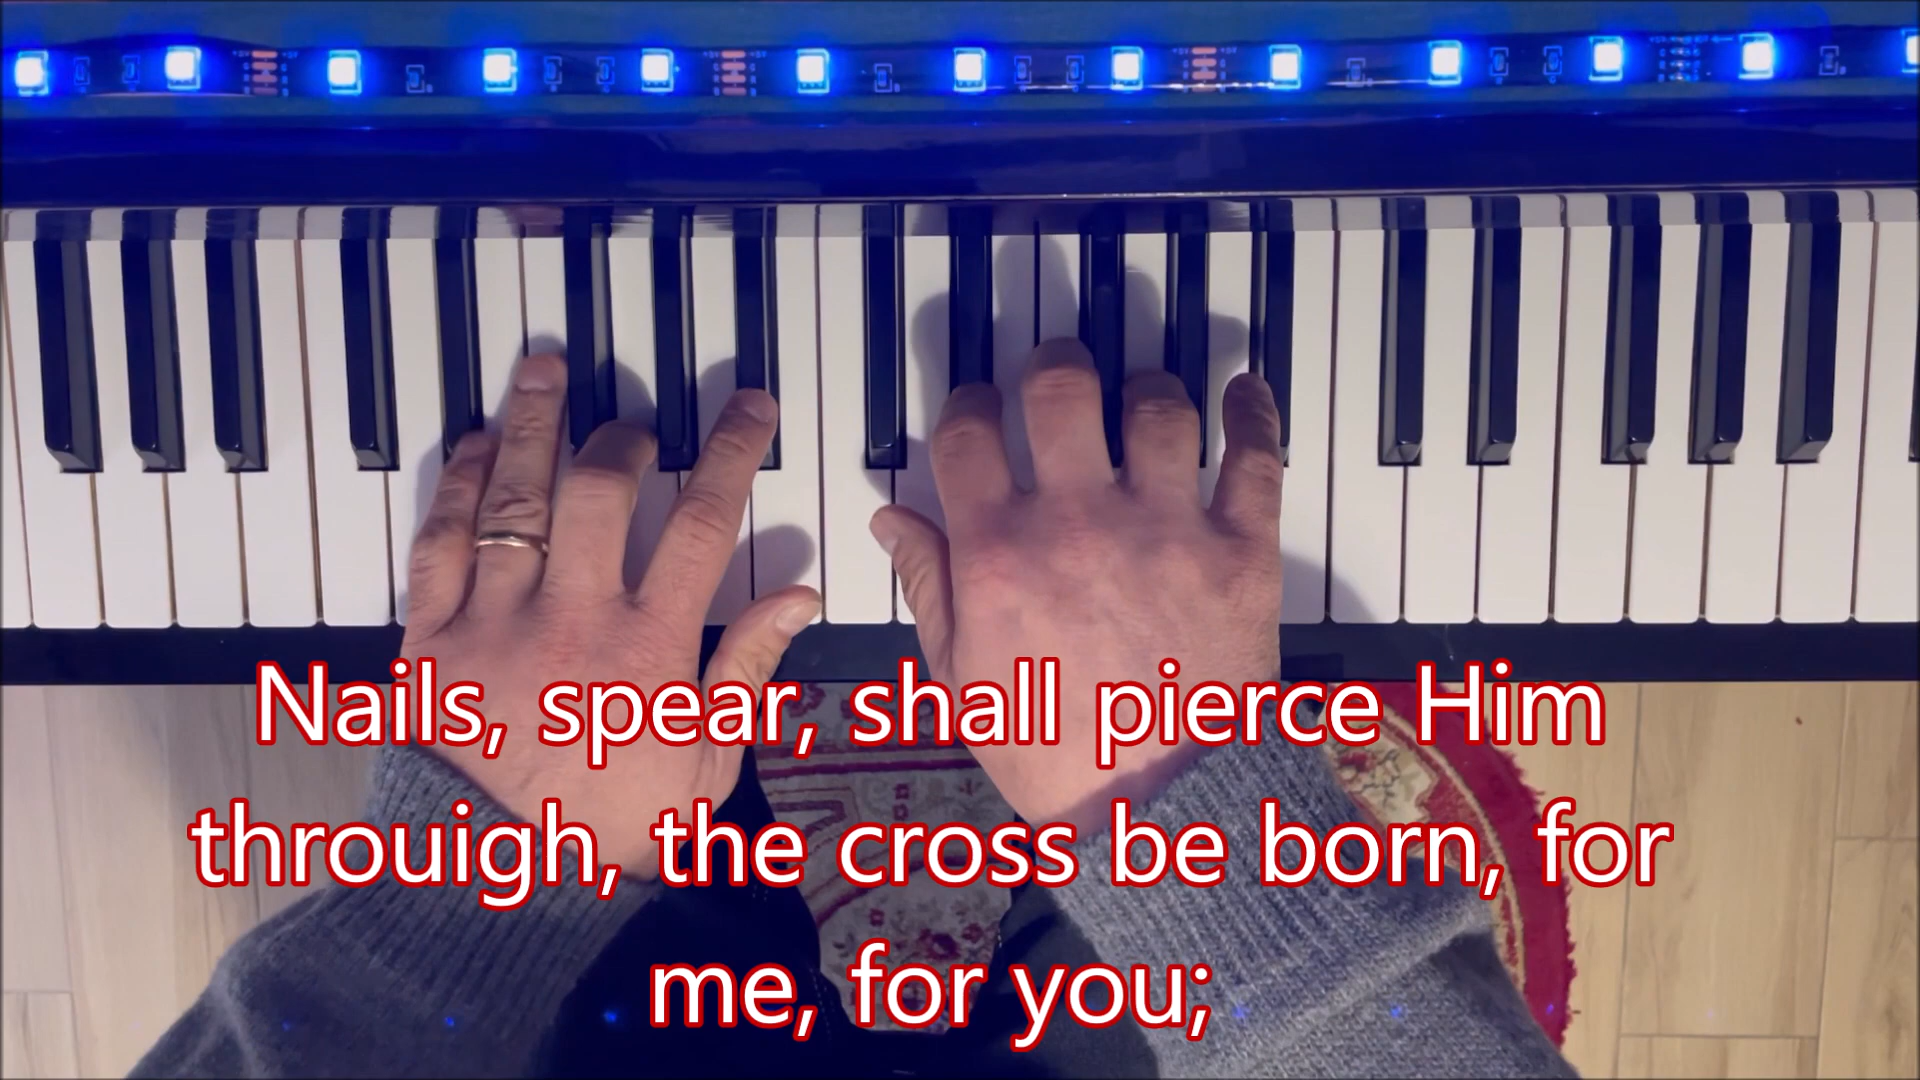 Nails, spear, shall pierce Him
throuigh, the cross be born, for
me, for you;